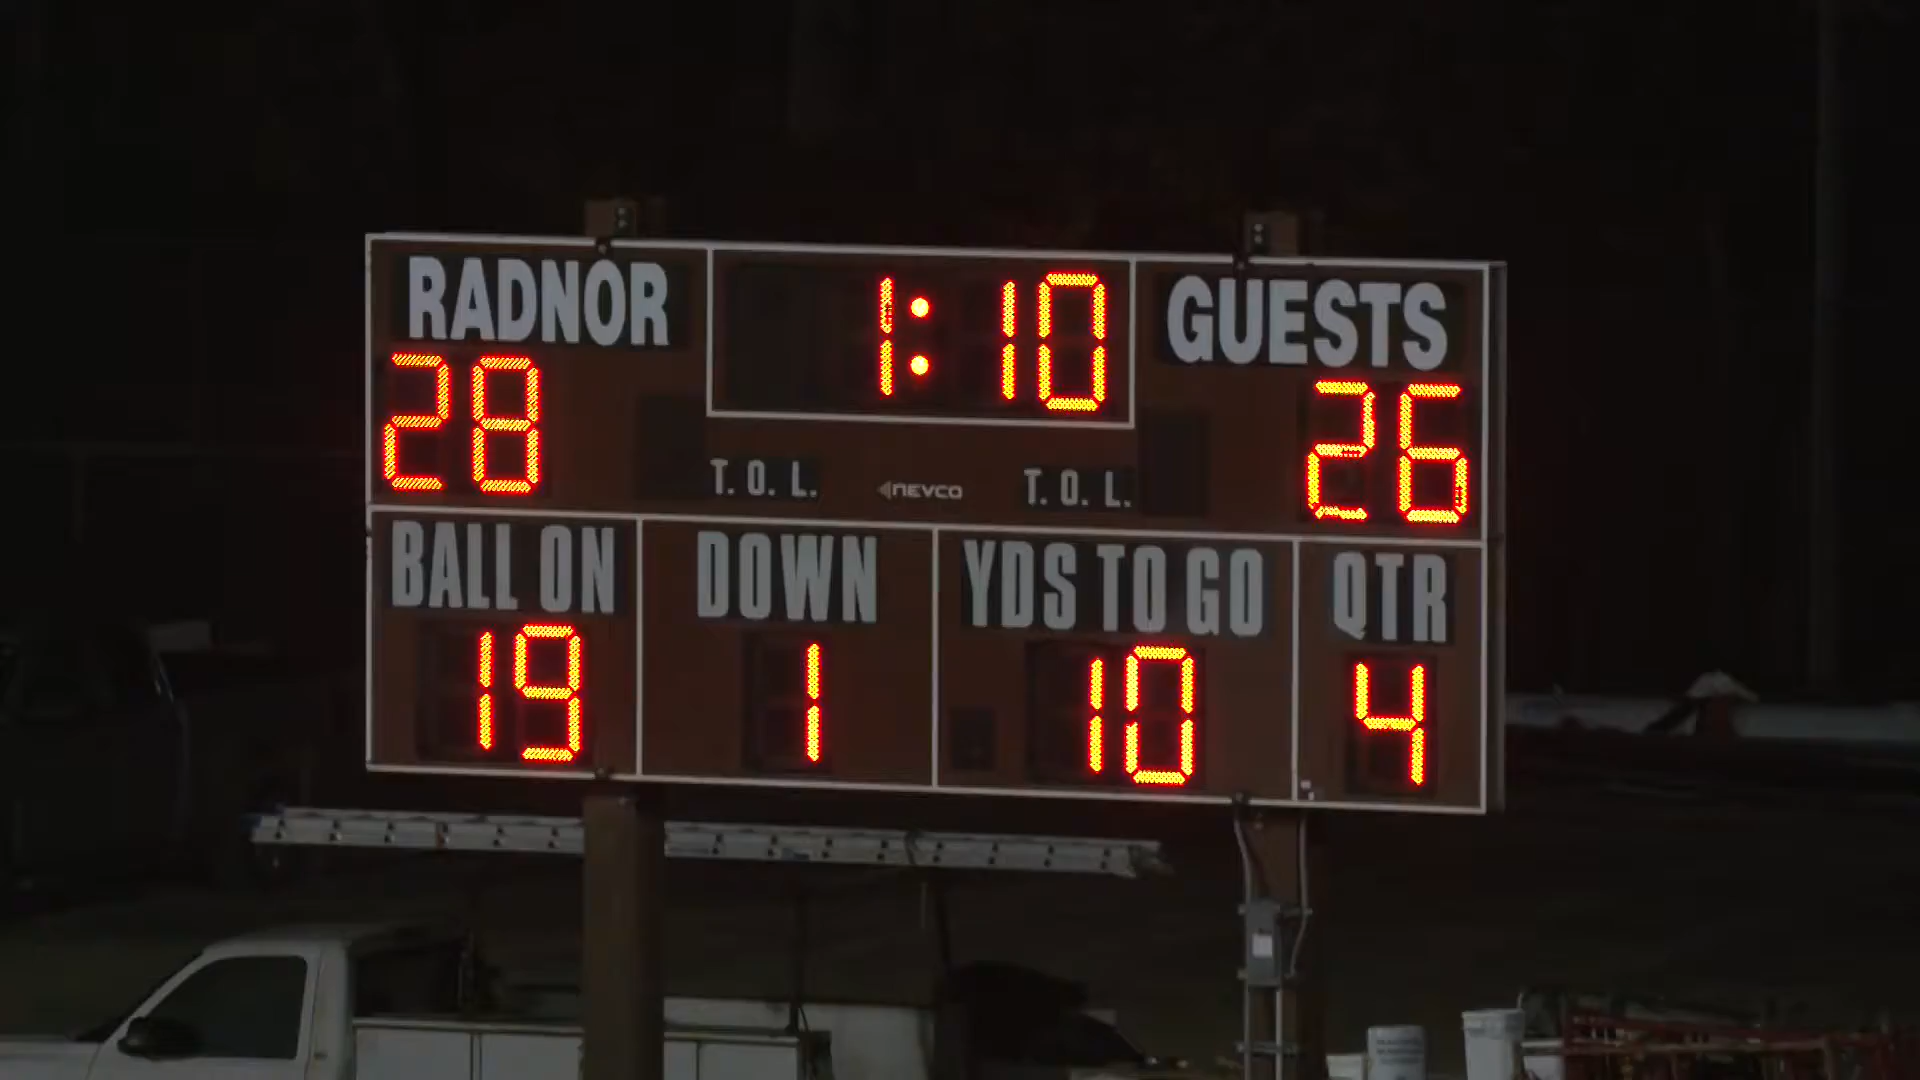 RADNOR 1:10 GUESTS
28 26
T. O. L. NEVCO T. O. L.
BALL ON DOWN YDS TO GO QTR
19 1 10 4